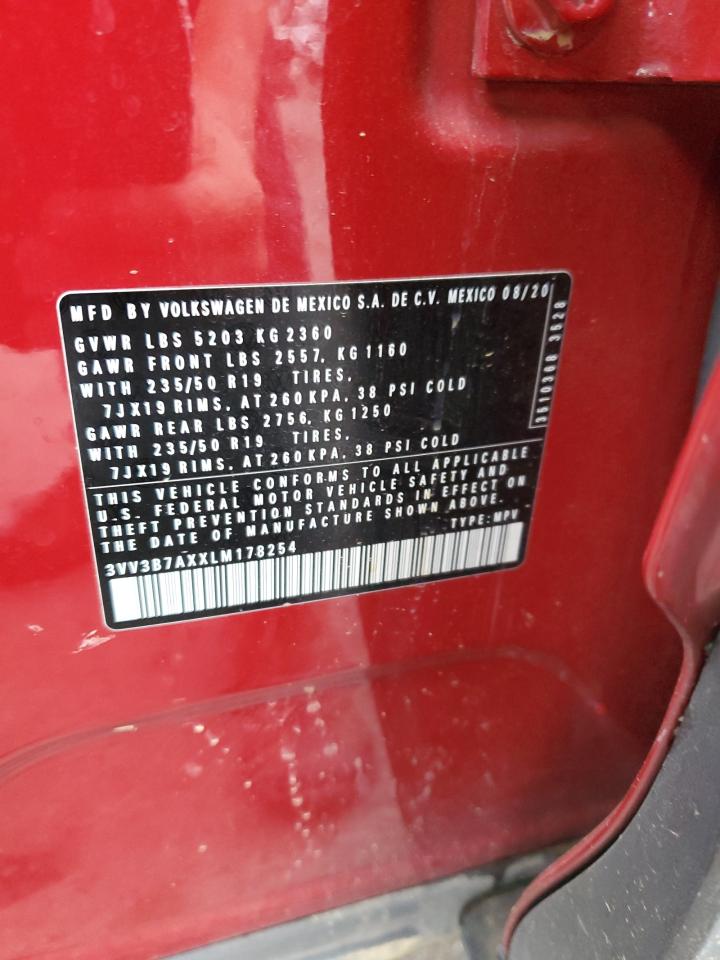 MFD BY VOLKSWAGEN DE MEXICO S.A. DE C.V. MEXICO 08/20
GVWR LBS 5203 KG 2360
GAWR FRONT LBS 2557, KG 1160
WITH 235/50 R19 TIRES,
7JX19 RIMS, AT 260 KPA, 38 PSI COLD
GAWR REAR LBS 2756, KG 1250
WITH 235/50 R19 TIRES,
7JX19 RIMS, AT 260 KPA, 38 PSI COLD
3610368 3628
THIS VEHICLE CONFORMS TO ALL APPLICABLE
U.S. FEDERAL MOTOR VEHICLE SAFETY AND
THEFT PREVENTION STANDARDS IN EFFECT ON
THE DATE OF MANUFACTURE SHOWN ABOVE.
3VV3B7AXXLM178254 TYPE: MPV